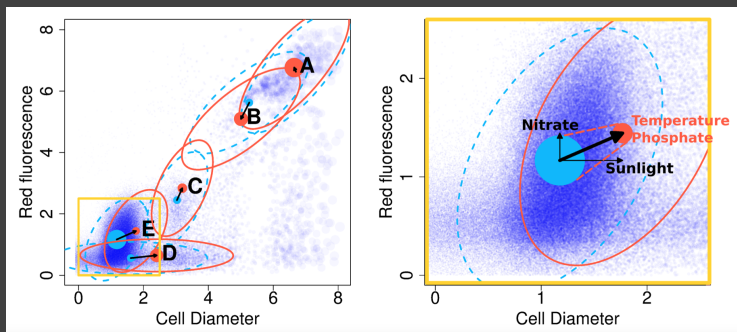 8
6
4
2
0
Red fluorescence
A
B
C
E
D
0
2
4
6
8
Cell Diameter
2
1
0
Red fluorescence
Nitrate
Temperature
Phosphate
Sunlight
0
1
2
Cell Diameter